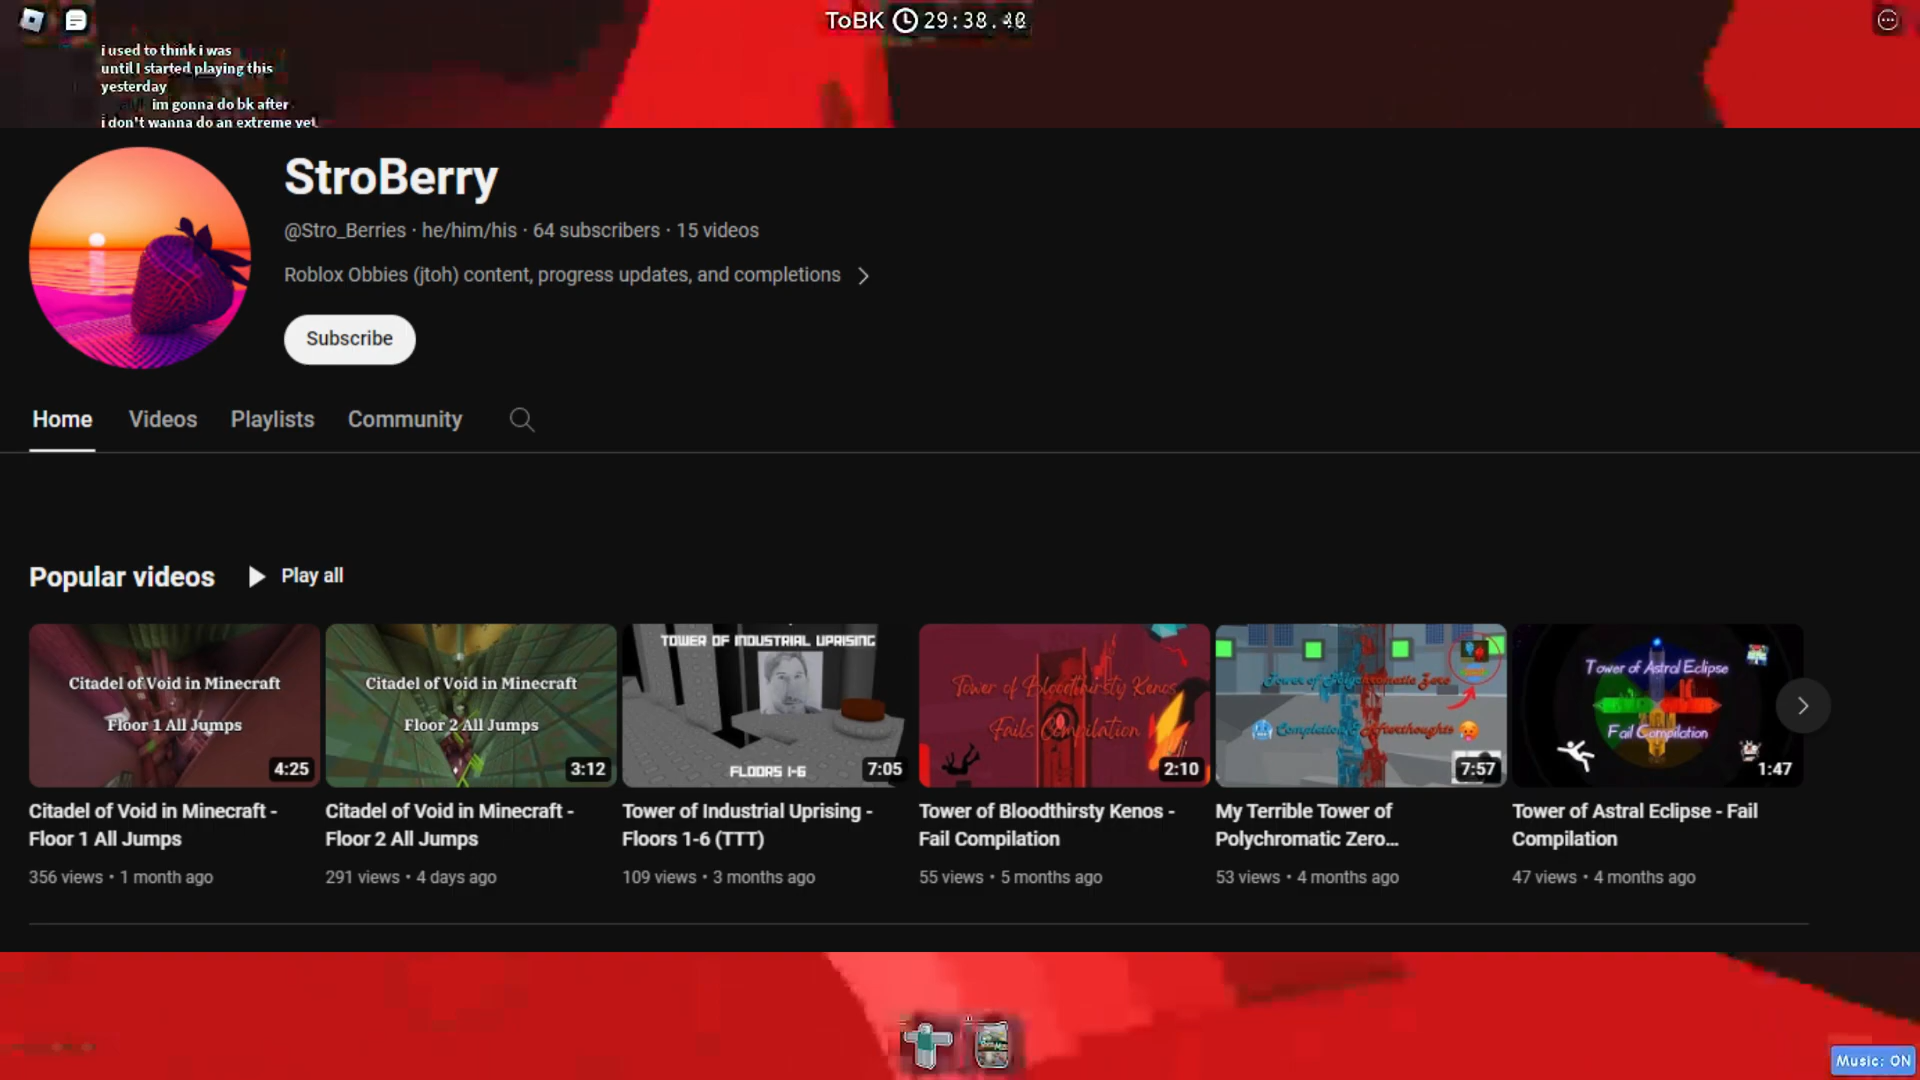 ToBK 29:38.48
i used to think i was
until I started playing this
yesterday
im gonna do bk after
i don't wanna do an extreme yet
StroBerry
@Stro_Berries · he/him/his · 64 subscribers · 15 videos
Roblox Obbies (jtoh) content, progress updates, and completions
Subscribe
Home Videos Playlists Community
Popular videos Play all
Citadel of Void in Minecraft
Floor 1 All Jumps
4:25
Citadel of Void in Minecraft
Floor 2 All Jumps
3:12
TOWER OF INDUSTRIAL UPRISING
FLOORS 1-6
7:05
Tower of Bloodthirsty Kenos
Fails Compilation
2:10
Tower of Polychromatic Zero
Completion & Afterthoughts
7:57
Tower of Astral Eclipse
Fail Compilation
1:47
Citadel of Void in Minecraft -
Floor 1 All Jumps
356 views • 1 month ago
Citadel of Void in Minecraft -
Floor 2 All Jumps
291 views • 4 days ago
Tower of Industrial Uprising -
Floors 1-6 (TTT)
109 views • 3 months ago
Tower of Bloodthirsty Kenos -
Fail Compilation
55 views • 5 months ago
My Terrible Tower of
Polychromatic Zero...
53 views • 4 months ago
Tower of Astral Eclipse - Fail
Compilation
47 views • 4 months ago
Music: ON